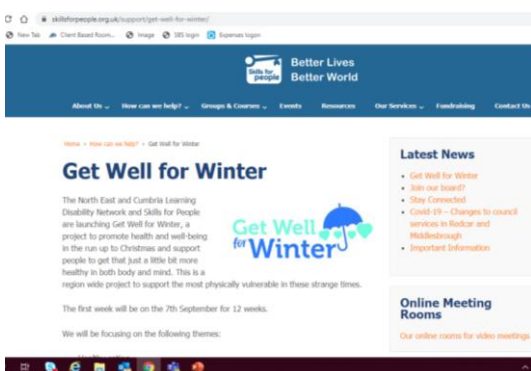 skillsforpeople.org.uk/support/get-well-for-winter/
New Tab Client Based Room... Image SBS login Expenses logon
Skills for people
Better Lives
Better World
About Us How can we help? Groups & Courses Events Resources Our Services Fundraising Contact Us
Home • How can we help? • Get Well for Winter
Get Well for Winter
The North East and Cumbria Learning
Disability Network and Skills for People
are launching Get Well for Winter, a
project to promote health and well-being
in the run up to Christmas and support
people to get that just a little bit more
healthy in both body and mind. This is a
region wide project to support the most physically vulnerable in these strange times.
Get Well
for Winter
The first week will be on the 7th September for 12 weeks.
We will be focusing on the following themes:
Latest News
Get Well for Winter
Join our board?
Stay Connected
Covid-19 – Changes to council
services in Redcar and
Middlesbrough
Important Information
Online Meeting
Rooms
Our online rooms for video meetings